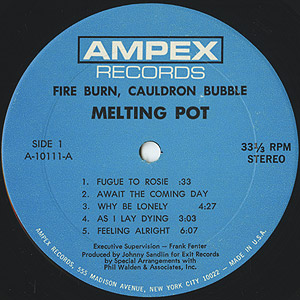 AMPEX
RECORDS
FIRE BURN, CAULDRON BUBBLE
MELTING POT
SIDE 1
A-10111-A
33⅓ RPM
STEREO
1. FUGUE TO ROSIE :33
2. AWAIT THE COMING DAY
3. WHY BE LONELY 4:27
4. AS I LAY DYING 3:03
5. FEELING ALRIGHT 6:07
Executive Supervision - Frank Fenter
Produced by Johnny Sandlin for Exit Records
by Special Arrangements with
Phil Walden & Associates, Inc.
AMPEX RECORDS, 555 MADISON AVENUE, NEW YORK, NEW YORK 10022 - MADE IN U.S.A.